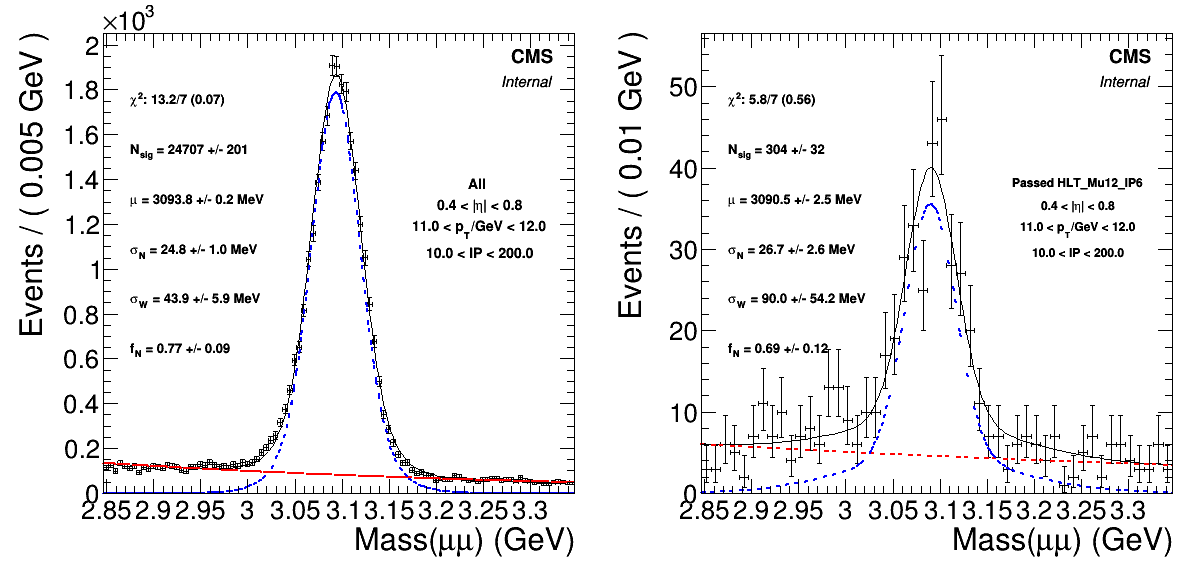 ×10³
Events / ( 0.005 GeV )
2
1.8
1.6
1.4
1.2
1
0.8
0.6
0.4
0.2
0
CMS
Internal
χ²: 13.2/7 (0.07)
N_sig = 24707 +/- 201
μ = 3093.8 +/- 0.2 MeV
σ_N = 24.8 +/- 1.0 MeV
σ_W = 43.9 +/- 5.9 MeV
f_N = 0.77 +/- 0.09
All
0.4 < |η| < 0.8
11.0 < p_T/GeV < 12.0
10.0 < IP < 200.0
2.85 2.9 2.95 3 3.05 3.1 3.15 3.2 3.25 3.3
Mass(μμ) (GeV)
Events / ( 0.01 GeV )
50
40
30
20
10
0
CMS
Internal
χ²: 5.8/7 (0.56)
N_sig = 304 +/- 32
μ = 3090.5 +/- 2.5 MeV
σ_N = 26.7 +/- 2.6 MeV
σ_W = 90.0 +/- 54.2 MeV
f_N = 0.69 +/- 0.12
Passed HLT_Mu12_IP6
0.4 < |η| < 0.8
11.0 < p_T/GeV < 12.0
10.0 < IP < 200.0
2.85 2.9 2.95 3 3.05 3.1 3.15 3.2 3.25 3.3
Mass(μμ) (GeV)